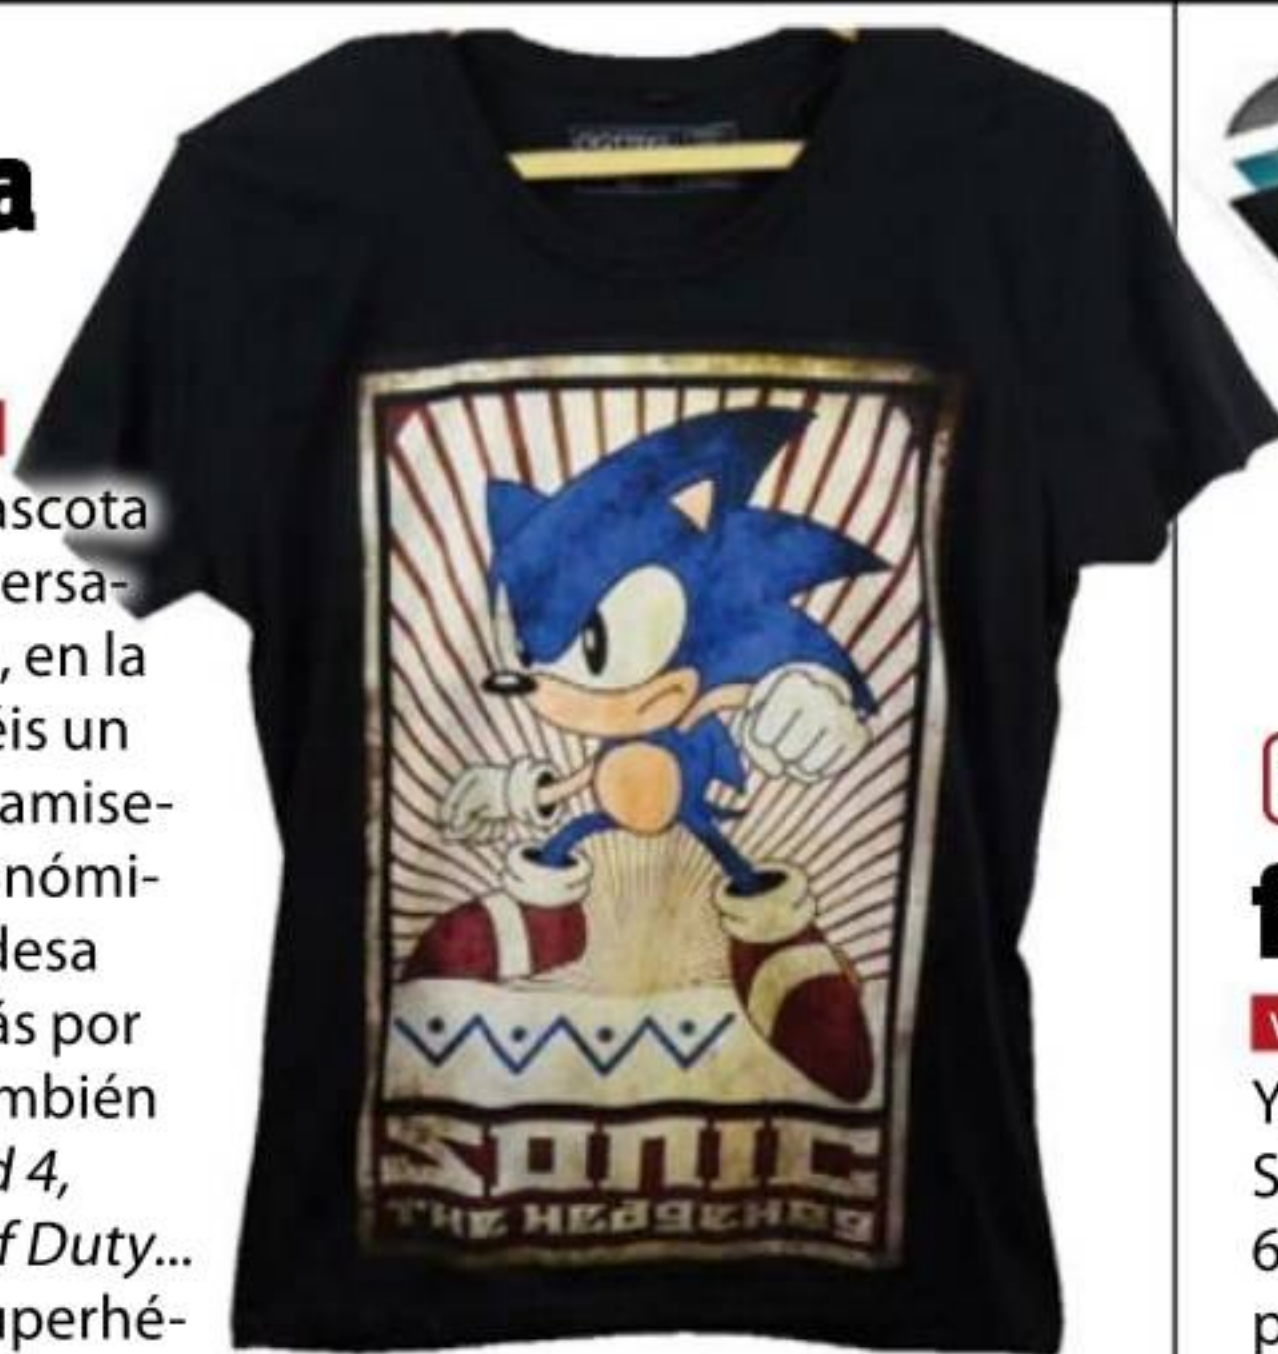 a
ascota
ersa-
, en la
éis un
amise-
nómi-
desa
ás por
mbién
d 4,
f Duty...
uperhé-
SONIC
THE HEDGEHOG
f
Y
S
6
p